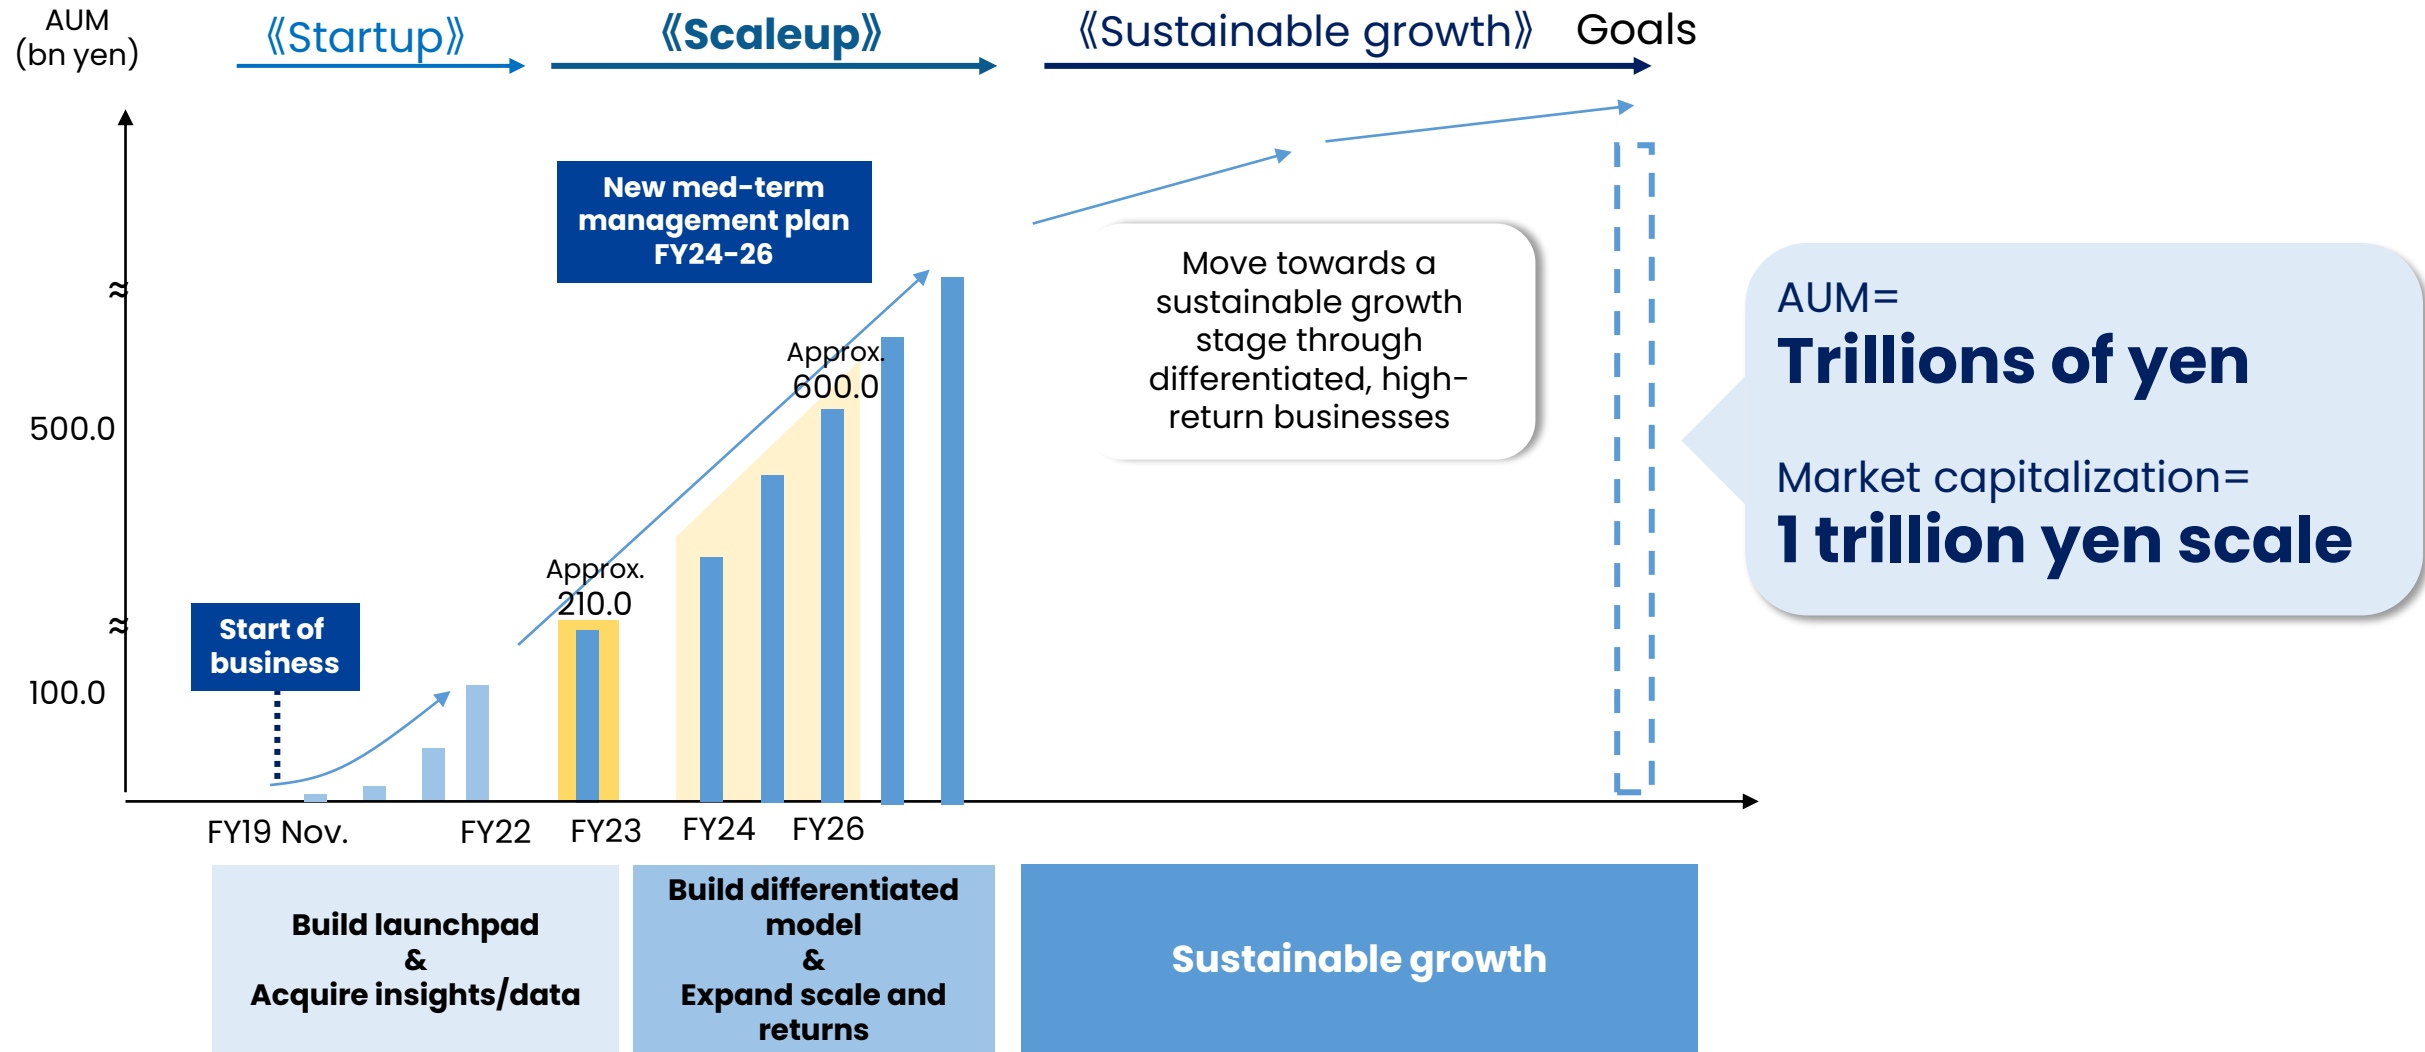 AUM
(bn yen)
《Startup》
《Scaleup》
《Sustainable growth》
Goals
New med-term
management plan
FY24-26
Move towards a
sustainable growth
stage through
differentiated, high-
return businesses
AUM=
Trillions of yen
Market capitalization=
1 trillion yen scale
≈
Approx.
600.0
500.0
Approx.
210.0
≈
Start of
business
100.0
FY19 Nov.
FY22
FY23
FY24
FY26
Build launchpad
&
Acquire insights/data
Build differentiated
model
&
Expand scale and
returns
Sustainable growth